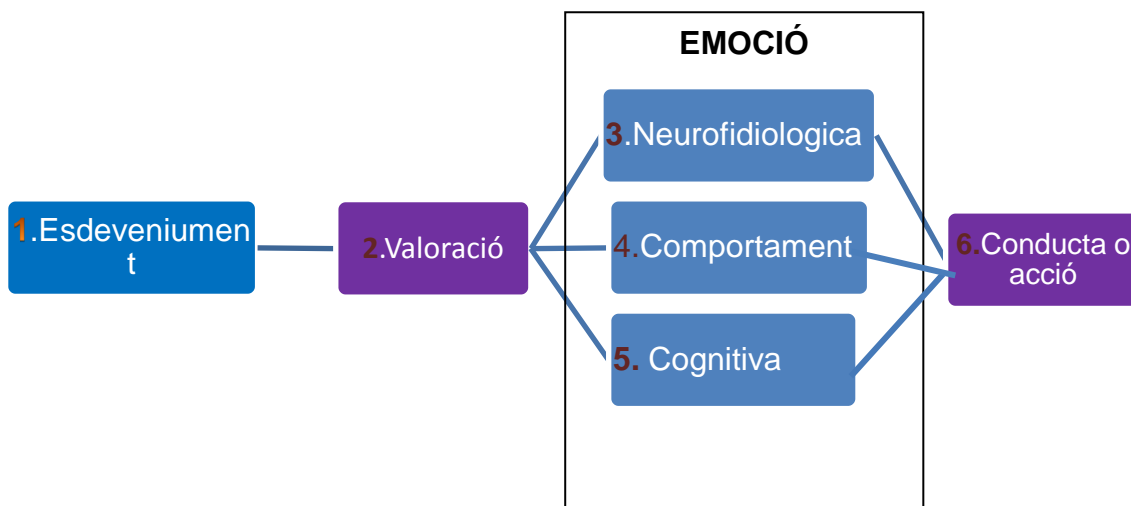 EMOCIÓ
3.Neurofidiologica
1.Esdeveniumen
t
2.Valoració
4.Comportament
6.Conducta o
acció
5. Cognitiva